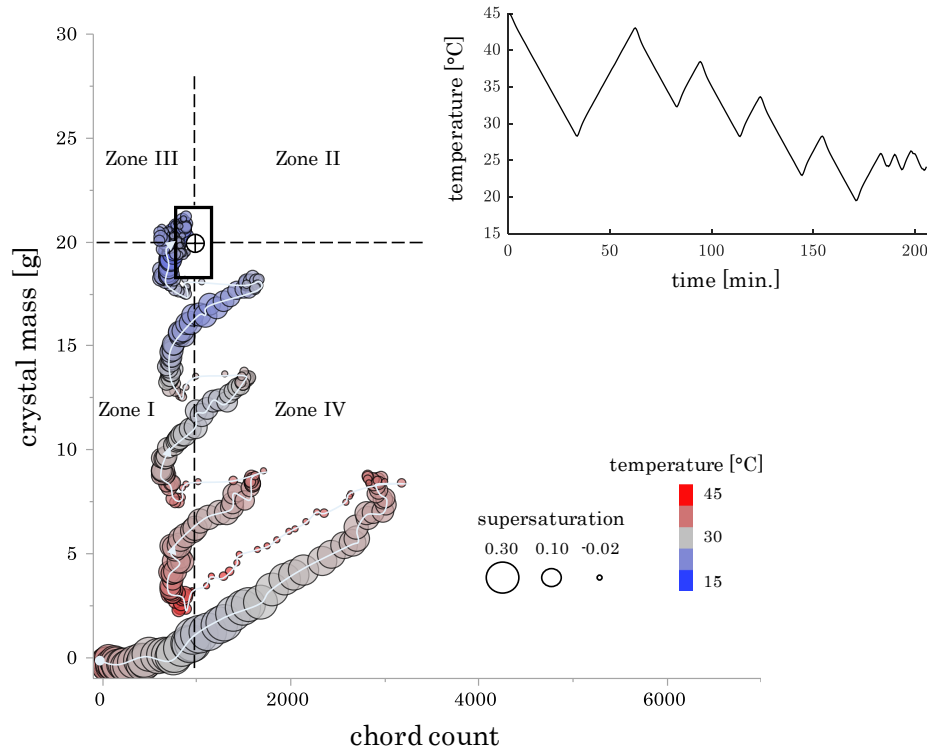 30
25
20
15
10
5
0
crystal mass [g]
Zone III
Zone II
Zone I
Zone IV
0
2000
4000
6000
chord count
45
40
35
30
25
20
15
temperature [°C]
0
50
100
150
200
time [min.]
supersaturation
0.30 0.10 -0.02
temperature [°C]
45
30
15